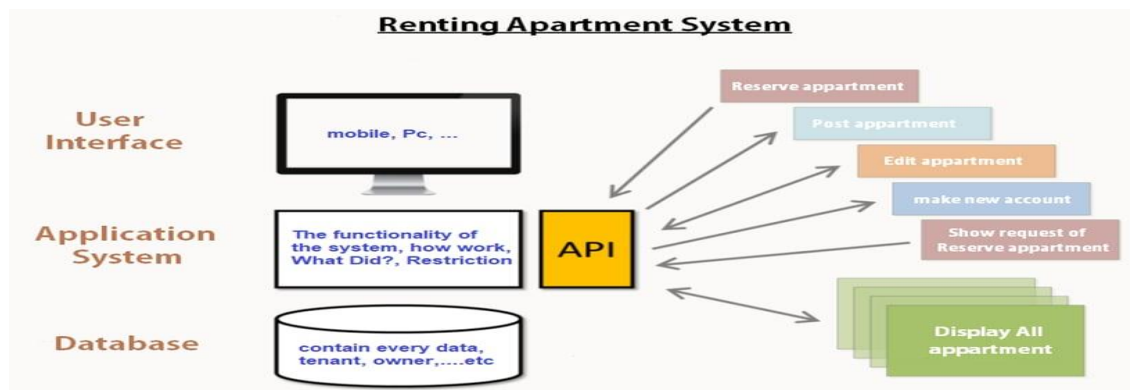 Renting Apartment System
User
Interface
mobile, Pc, ...
Application
System
The functionality of
the system, how work,
What Did?, Restriction
API
Database
contain every data,
tenant, owner,....etc
Reserve appartment
Post appartment
Edit appartment
make new account
Show request of
Reserve appartment
Display All
appartment